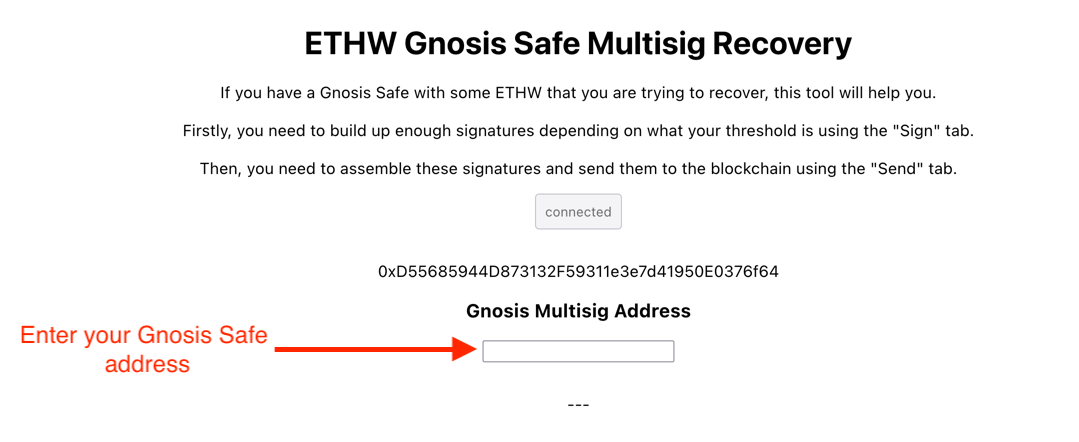 ETHW Gnosis Safe Multisig Recovery
If you have a Gnosis Safe with some ETHW that you are trying to recover, this tool will help you.
Firstly, you need to build up enough signatures depending on what your threshold is using the "Sign" tab.
Then, you need to assemble these signatures and send them to the blockchain using the "Send" tab.
connected
0xD55685944D873132F59311e3e7d41950E0376f64
Gnosis Multisig Address
Enter your Gnosis Safe
address
---